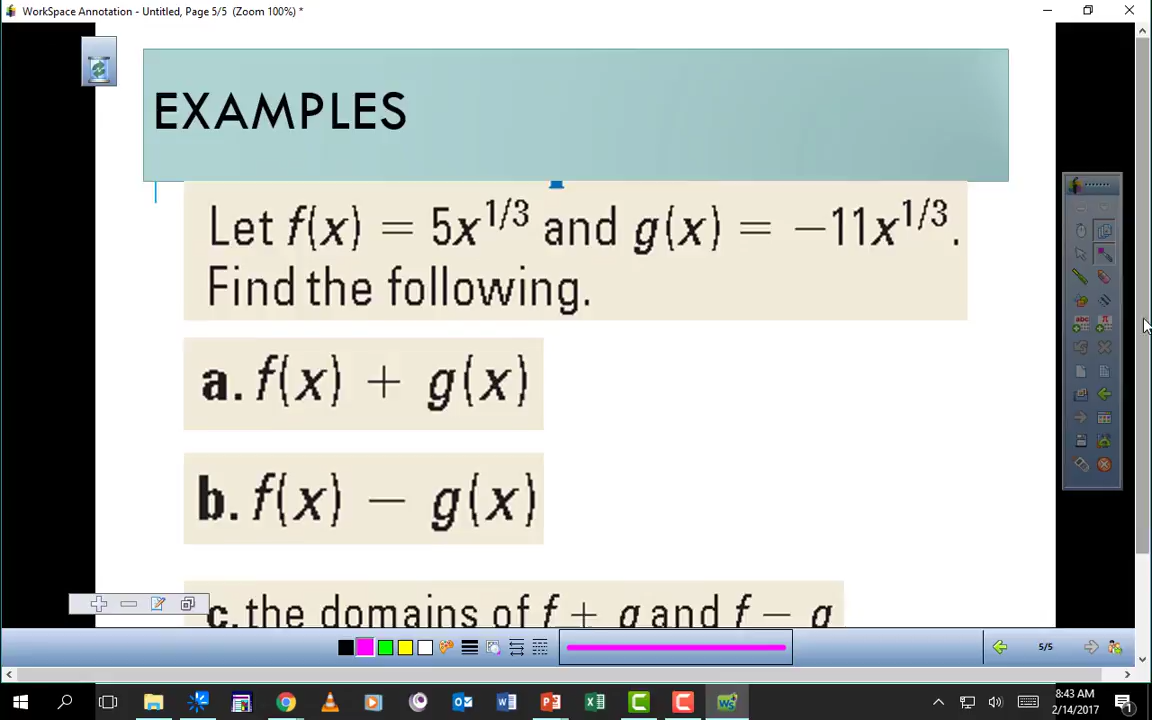 WorkSpace Annotation - Untitled, Page 5/5 (Zoom 100%) *
EXAMPLES
Let f(x) = 5x^1/3 and g(x) = −11x^1/3.
Find the following.
a. f(x) + g(x)
b. f(x) − g(x)
c. the domains of f + g and f − g
5/5
8:43 AM
2/14/2017